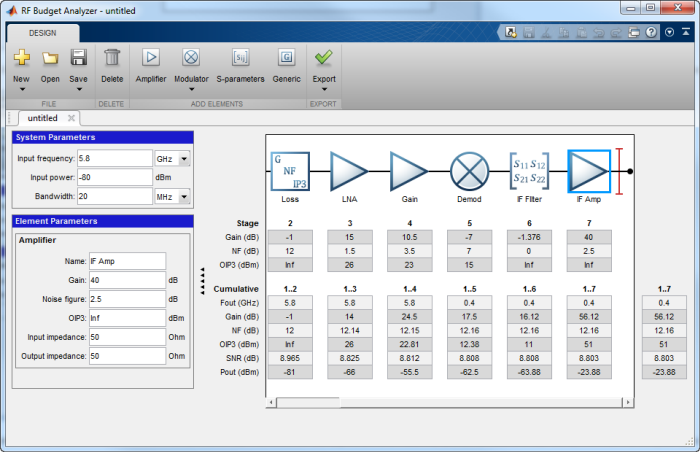 RF Budget Analyzer - untitled
DESIGN
New Open Save Delete Amplifier Modulator S-parameters Generic Export
FILE DELETE ADD ELEMENTS EXPORT
untitled
System Parameters
Input frequency: 5.8 GHz
Input power: -80 dBm
Bandwidth: 20 MHz
Element Parameters
Amplifier
Name: IF Amp
Gain: 40 dB
Noise figure: 2.5 dB
OIP3: Inf dBm
Input impedance: 50 Ohm
Output impedance: 50 Ohm
G
NF
IP3
S11 S12
S21 S22
Loss LNA Gain Demod IF Filter IF Amp
Stage 2 3 4 5 6 7
Gain (dB) -1 15 10.5 -7 -1.376 40
NF (dB) 12 1.5 3.5 7 0 2.5
OIP3 (dBm) Inf 26 23 15 Inf Inf
Cumulative 1..2 1..3 1..4 1..5 1..6 1..7 1..7
Fout (GHz) 5.8 5.8 5.8 0.4 0.4 0.4 0.4
Gain (dB) -1 14 24.5 17.5 16.12 56.12 56.12
NF (dB) 12 12.14 12.15 12.16 12.16 12.16 12.16
OIP3 (dBm) Inf 26 22.81 12.38 11 51 51
SNR (dB) 8.965 8.825 8.812 8.808 8.808 8.803 8.803
Pout (dBm) -81 -66 -55.5 -62.5 -63.88 -23.88 -23.88